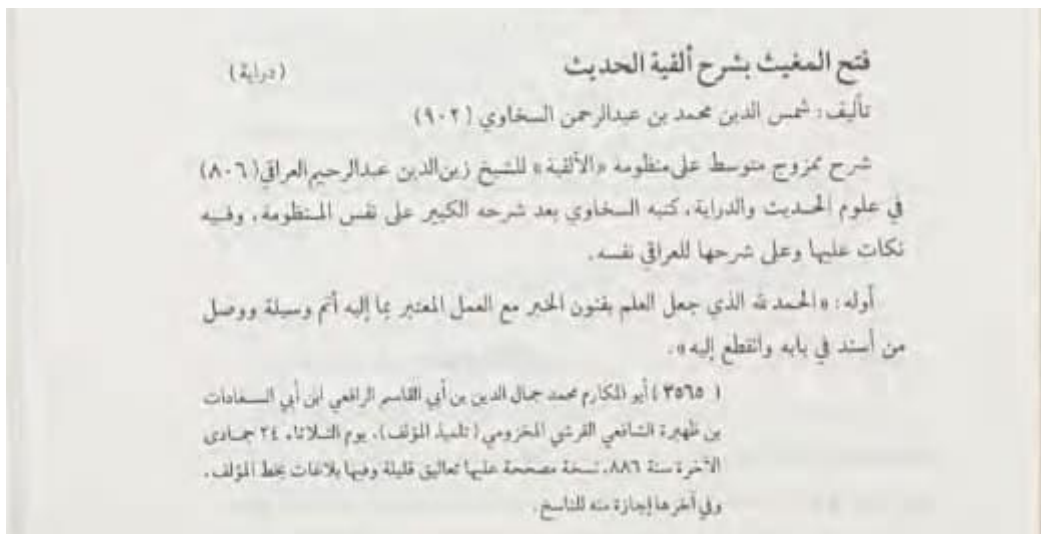 فتح المغيث بشرح ألفية الحديث (دراية)
تأليف: شمس الدين محمد بن عبدالرحمن السخاوي (٩٠٢)
شرح ممزوج متوسط على منظومه «الألفية» للشيخ زين‌الدين عبدالرحيم العراقي (٨٠٦)
في علوم الحديث والدراية، كتبه السخاوي بعد شرحه الكبير على نفس المنظومة، وفيه
نكات عليها وعلى شرحها للعراقي نفسه.
أوله: «الحمد لله الذي جعل العلم بفنون الخبر مع العمل المعتبر بما إليه أتم وسيلة ووصل
من أسند في بابه وانقطع إليه».
( ٣٥٦٥ ) أبو المكارم محمد جمال الدين بن أبي القاسم الرافعي ابن أبي السعادات
بن ظهيرة الشافعي القرشي المخزومي (تلميذ المؤلف)، يوم الثلاثاء ٢٤ جمادى
الآخرة سنة ٨٨٦، نسخة مصححة عليها تعاليق قليلة وفيها بلاغات بخط المؤلف،
وفي آخرها إجازة منه للناسخ.